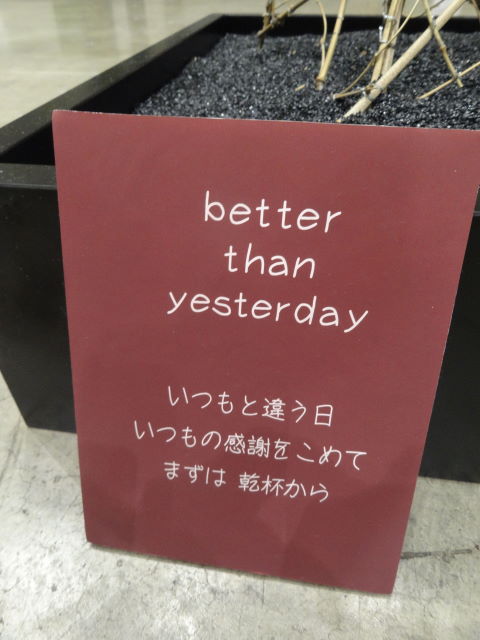 better
than
yesterday
いつもと違う日
いつもの感謝をこめて
まずは 乾杯から